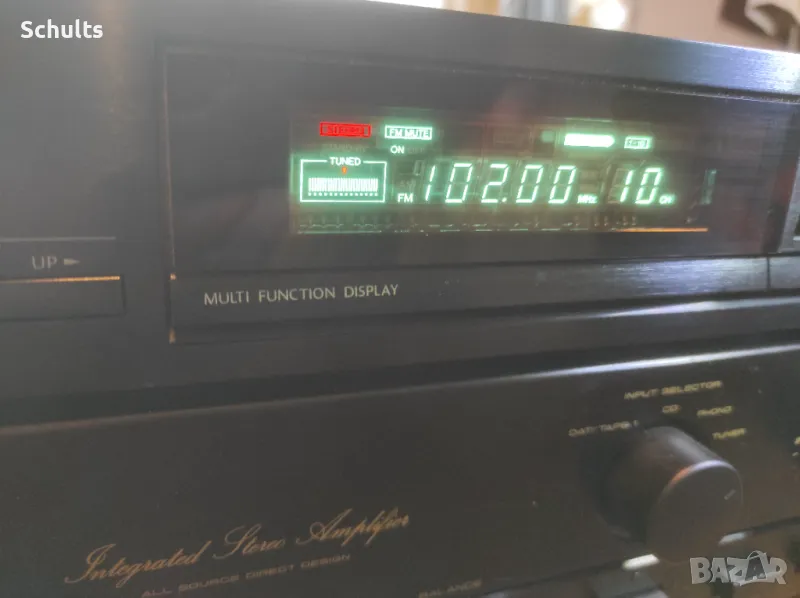 Schults
FM MUTE
ON
TUNED
FM 102.00 MHz 10 CH
UP
MULTI FUNCTION DISPLAY
INPUT SELECTOR
CD PHONO
DAT/TAPE 1 TUNER
Integrated Stereo Amplifier
ALL SOURCE DIRECT DESIGN
BALANCE
BAZAR